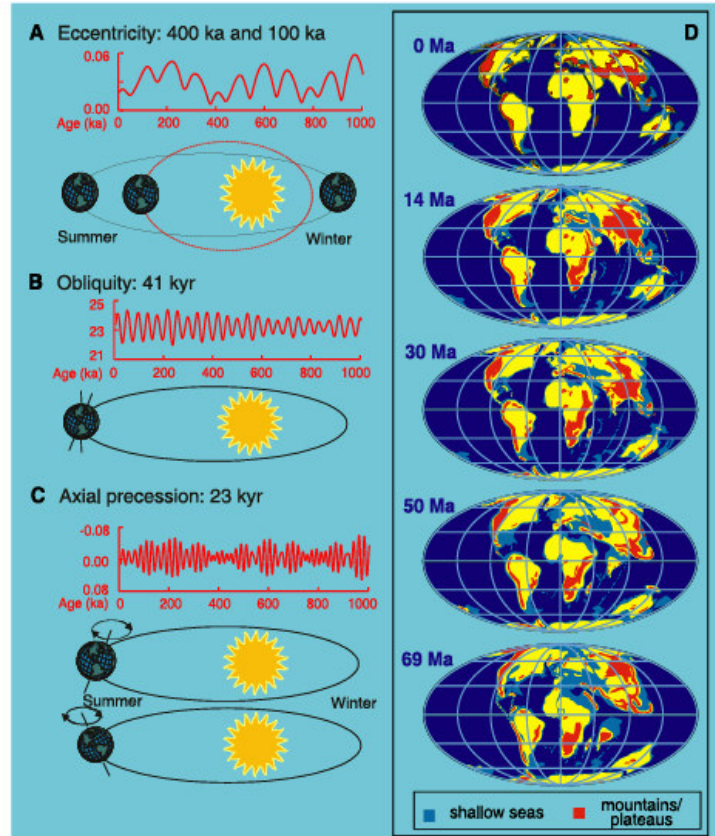 A Eccentricity: 400 ka and 100 ka
0.06
0.00
Age (ka) 0 200 400 600 800 1000
Summer
Winter
B Obliquity: 41 kyr
25
23
21
Age (ka) 0 200 400 600 800 1000
C Axial precession: 23 kyr
-0.08
0.00
0.08
Age (ka) 0 200 400 600 800 1000
Summer
Winter
D
0 Ma
14 Ma
30 Ma
50 Ma
69 Ma
shallow seas
mountains/
plateaus